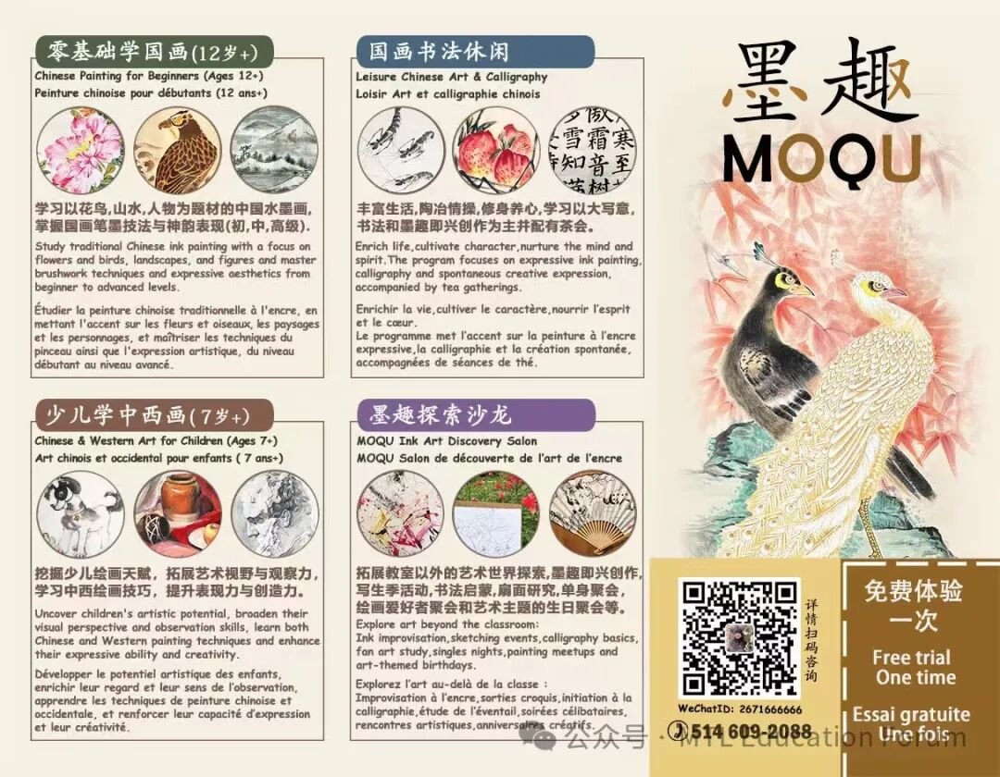 零基础学国画(12岁+)
Chinese Painting for Beginners (Ages 12+)
Peinture chinoise pour débutants (12 ans+)
学习以花鸟,山水,人物为题材的中国水墨画,
掌握国画笔墨技法与神韵表现(初,中,高级).
Study traditional Chinese ink painting with a focus on
flowers and birds, landscapes, and figures and master
brushwork techniques and expressive aesthetics from
beginner to advanced levels.
Étudier la peinture chinoise traditionnelle à l'encre, en
mettant l'accent sur les fleurs et oiseaux, les paysages
et les personnages, et maîtriser les techniques du
pinceau ainsi que l'expression artistique, du niveau
débutant au niveau avancé.
国画书法休闲
Leisure Chinese Art & Calligraphy
Loisir Art et calligraphie chinois
傲
雪霜寒
知音至
树
丰富生活,陶冶情操,修身养心,学习以大写意,
书法和墨趣即兴创作为主并配有茶会.
Enrich life,cultivate character,nurture the mind and
spirit.The program focuses on expressive ink painting,
calligraphy and spontaneous creative expression,
accompanied by tea gatherings.
Enrichir la vie,cultiver le caractère,nourrir l'esprit
et le cœur.
Le programme met l'accent sur la peinture à l'encre
expressive,la calligraphie et la création spontanée,
accompagnées de séances de thé.
少儿学中西画(7岁+)
Chinese & Western Art for Children (Ages 7+)
Art chinois et occidental pour enfants ( 7 ans+)
挖掘少儿绘画天赋，拓展艺术视野与观察力，
学习中西绘画技巧，提升表现力与创造力。
Uncover children's artistic potential, broaden their
visual perspective and observation skills, learn both
Chinese and Western painting techniques and enhance
their expressive ability and creativity.
Développer le potentiel artistique des enfants,
enrichir leur regard et leur sens de l'observation,
apprendre les techniques de peinture chinoise et
occidentale, et renforcer leur capacité d'expression
et leur créativité.
墨趣探索沙龙
MOQU Ink Art Discovery Salon
MOQU Salon de découverte de l'art de l'encre
拓展教室以外的艺术世界探索,墨趣即兴创作,
写生季活动,书法启蒙,扇面研究,单身聚会,
绘画爱好者聚会和艺术主题的生日聚会等。
Explore art beyond the classroom:
Ink improvisation,sketching events,calligraphy basics,
fan art study,singles nights,painting meetups and
art-themed birthdays.
Explorez l'art au-delà de la classe :
Improvisation à l'encre,sorties croquis,initiation à la
calligraphie,étude de l'éventail,soirées célibataires,
rencontres artistiques,anniversaires créatifs.
墨趣
MOQU
详情扫码咨询
WeChatID: 2671666666
514 609-2088
免费体验
一次
Free trial
One time
Essai gratuite
Une fois
公众号 · MTL Education Forum